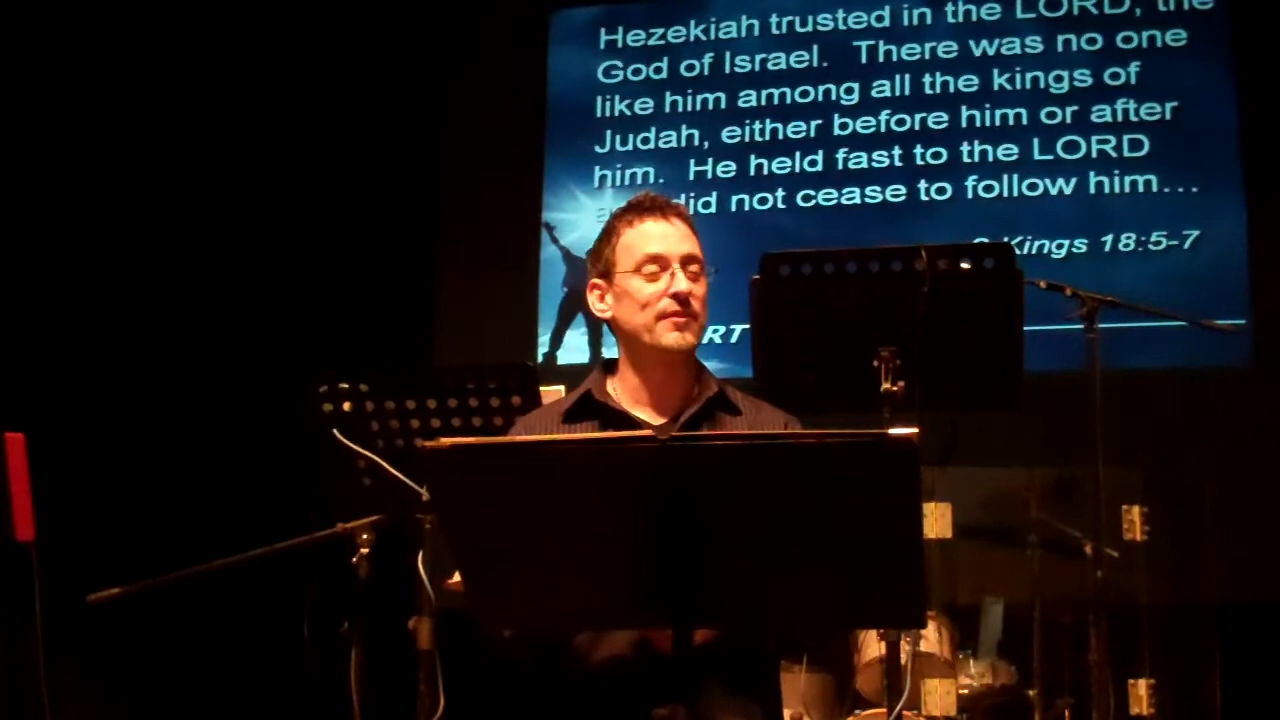 Hezekiah trusted in the LORD, the
God of Israel. There was no one
like him among all the kings of
Judah, either before him or after
him. He held fast to the LORD
did not cease to follow him...
Kings 18:5-7
RT